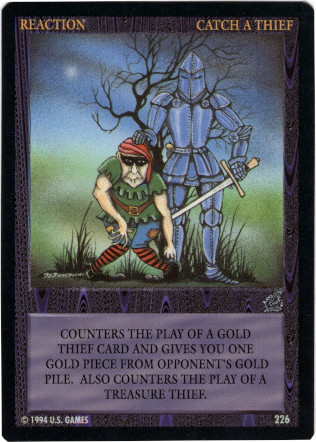 REACTION CATCH A THIEF
COUNTERS THE PLAY OF A GOLD
THIEF CARD AND GIVES YOU ONE
GOLD PIECE FROM OPPONENT'S GOLD
PILE. ALSO COUNTERS THE PLAY OF A
TREASURE THIEF.
© 1994 U.S. GAMES 226